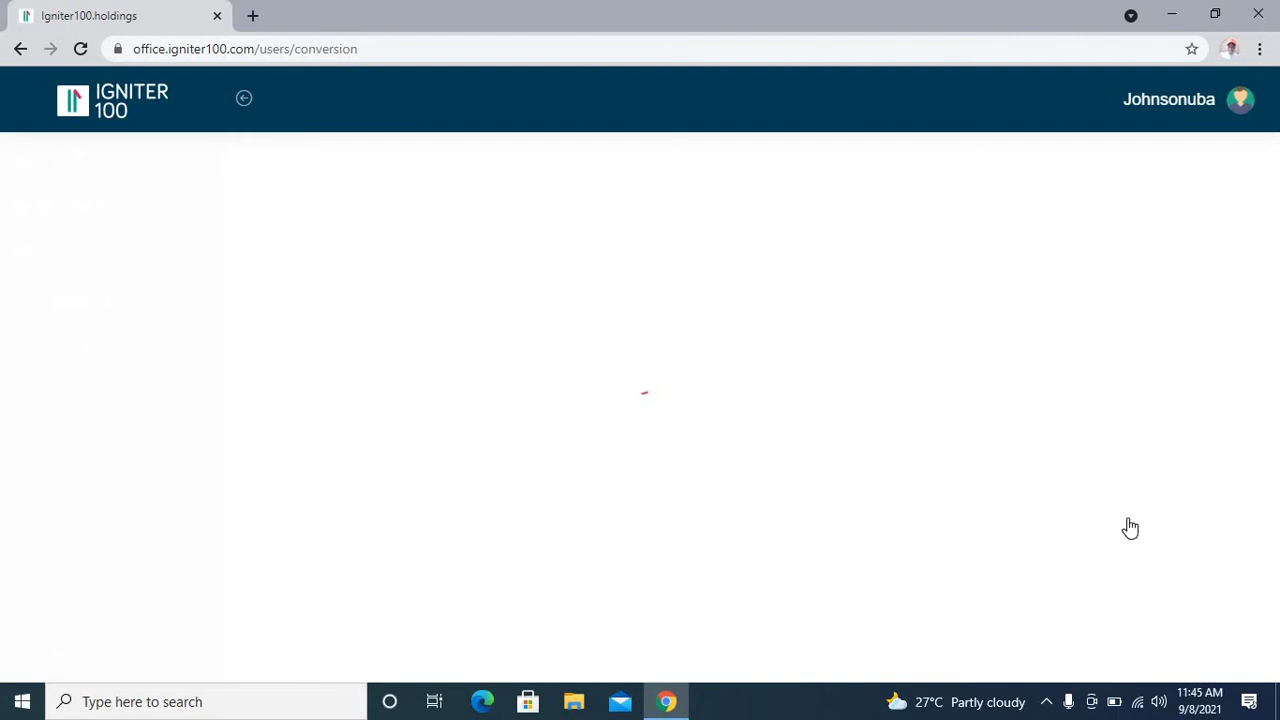 Igniter100.holdings
office.igniter100.com/users/conversion
IGNITER
100
Johnsonuba
Type here to search
27°C Partly cloudy
11:45 AM
9/8/2021